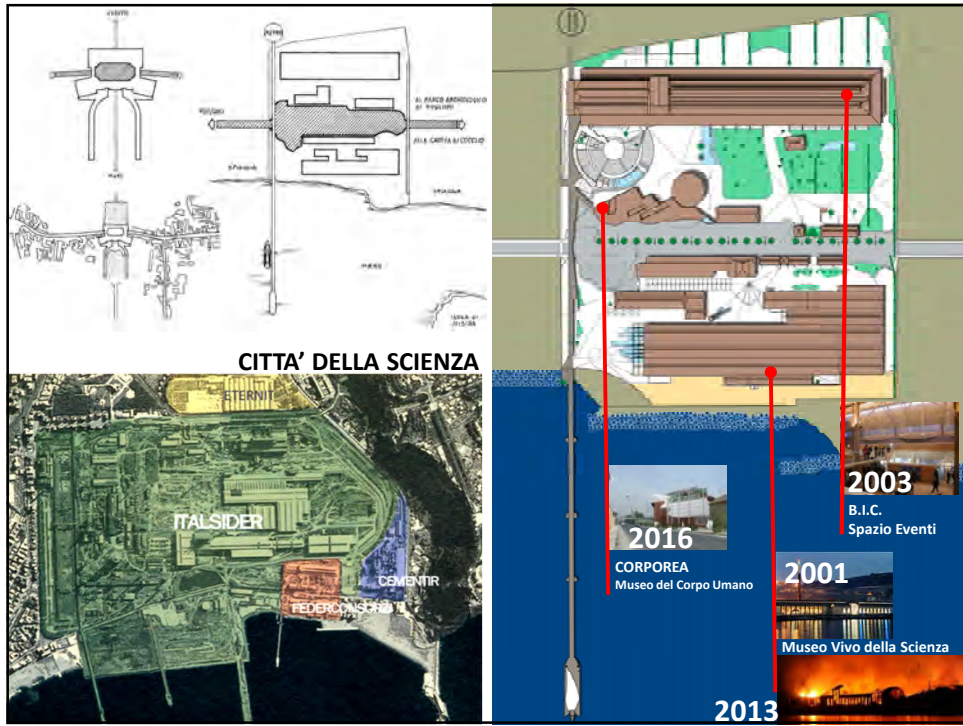 CITTA’ DELLA SCIENZA
ETERNIT
ITALSIDER
CEMENTIR
FEDERCONSORZI
MARE
2003
B.I.C.
Spazio Eventi
2016
CORPOREA
Museo del Corpo Umano
2001
Museo Vivo della Scienza
2013